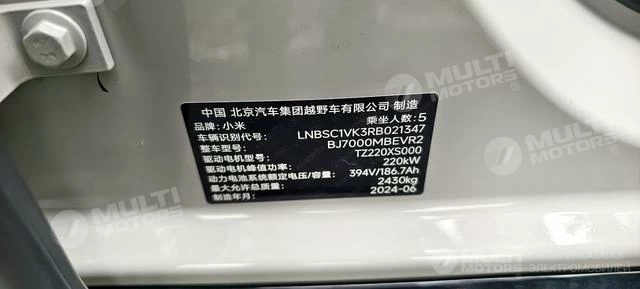 中国 北京汽车集团越野车有限公司 制造
品牌：小米 乘坐人数：5
车辆识别代号： LNBSC1VK3RB021347
整车型号： BJ7000MBEVR2
驱动电机型号： TZ220XS000
驱动电机峰值功率： 220kW
动力电池系统额定电压/容量： 394V/186.7Ah
最大允许总质量： 2430kg
制造年月： 2024-06
MULTI MOTORS
MULTI MOTORS
MULTI MOTORS
MULTI MOTORS
ЭЛЕКТРОМОБИЛЕЙ